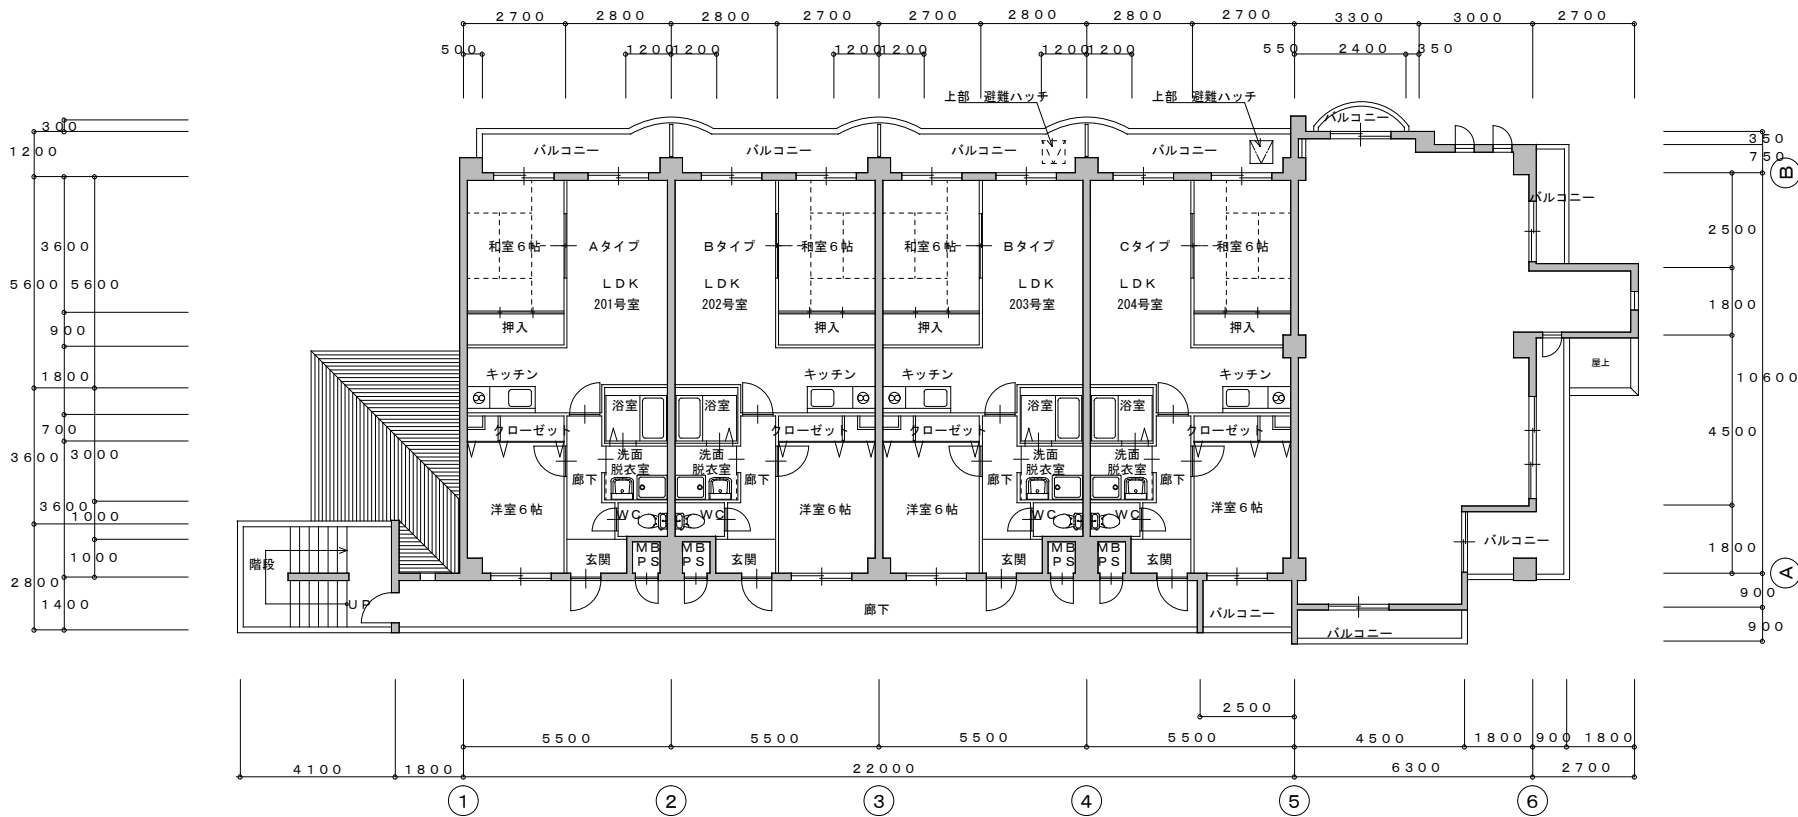 ２７００ ２８００ ２８００ ２７００ ２７００ ２８００ ２８００ ２７００ ３３００ ３０００ ２７００
５００ １２００ １２００ １２００ １２００ １２００ １２００ ５５０ ２４００ ３５０
上部 避難ハッチ 上部 避難ハッチ
バルコニー
３００
１２００
バルコニー バルコニー バルコニー バルコニー
３５０
７５０
B
バルコニー
３６００
和室６帖 Ａタイプ Ｂタイプ 和室６帖 和室６帖 Ｂタイプ Ｃタイプ 和室６帖
２５００
５６００ ５６００
ＬＤＫ ＬＤＫ ＬＤＫ ＬＤＫ
201号室 202号室 203号室 204号室
１８００
９００
押入 押入 押入 押入
屋上
１８００
キッチン キッチン キッチン キッチン
１０６００
浴室 浴室 浴室 浴室
７００
クローゼット クローゼット クローゼット クローゼット
４５００
３６００ ３０００
洗面 洗面 洗面 洗面
脱衣室 脱衣室 脱衣室 脱衣室
廊下 廊下 廊下 廊下
３６００
１０００
洋室６帖 洋室６帖 洋室６帖 洋室６帖
ＷＣ ＷＣ ＷＣ ＷＣ
バルコニー
１８００
１０００
ＭＢ ＭＢ ＭＢ ＭＢ
ＰＳ ＰＳ ＰＳ ＰＳ
階段 玄関 玄関 玄関 玄関
A
２８００
９００
１４００
ＵＰ
廊下
バルコニー
バルコニー
９００
２５００
５５００ ５５００ ５５００ ５５００ ４５００ １８００ ９００ １８００
４１００ １８００ ２２０００ ６３００ ２７００
1 2 3 4 5 6